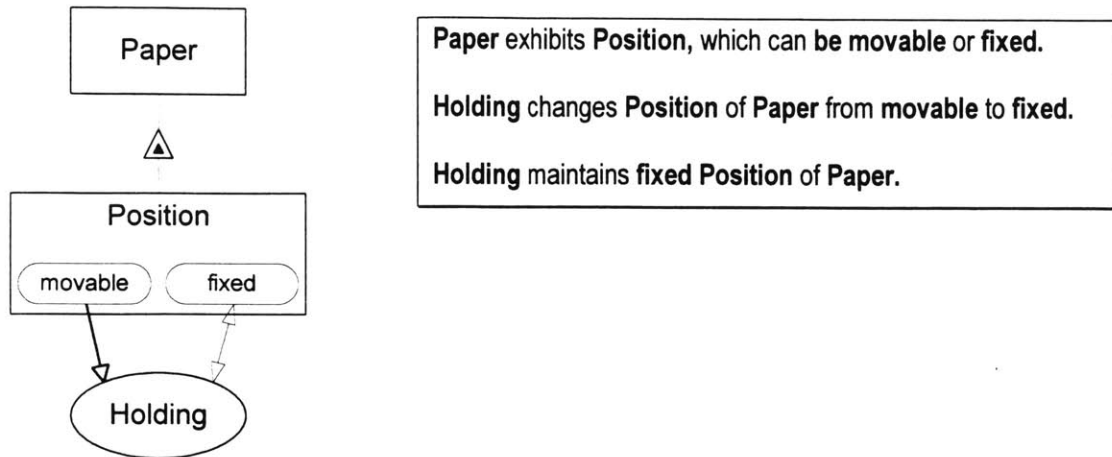 Paper
Position
movable fixed
Holding
Paper exhibits Position, which can be movable or fixed.
Holding changes Position of Paper from movable to fixed.
Holding maintains fixed Position of Paper.